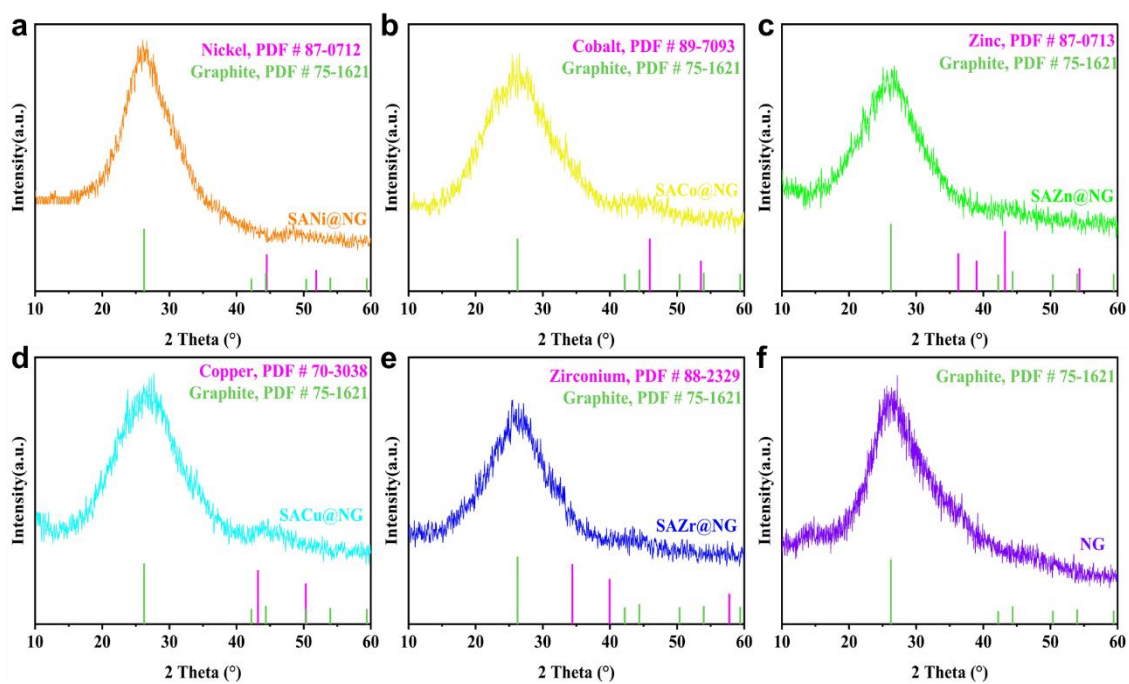 a
Nickel, PDF # 87-0712
Graphite, PDF # 75-1621
Intensity(a.u.)
SANi@NG
10 20 30 40 50 60
2 Theta (°)
b
Cobalt, PDF # 89-7093
Graphite, PDF # 75-1621
Intensity(a.u.)
SACo@NG
10 20 30 40 50 60
2 Theta (°)
c
Zinc, PDF # 87-0713
Graphite, PDF # 75-1621
Intensity(a.u.)
SAZn@NG
10 20 30 40 50 60
2 Theta (°)
d
Copper, PDF # 70-3038
Graphite, PDF # 75-1621
Intensity(a.u.)
SACu@NG
10 20 30 40 50 60
2 Theta (°)
e
Zirconium, PDF # 88-2329
Graphite, PDF # 75-1621
Intensity(a.u.)
SAZr@NG
10 20 30 40 50 60
2 Theta (°)
f
Graphite, PDF # 75-1621
Intensity(a.u.)
NG
10 20 30 40 50 60
2 Theta (°)